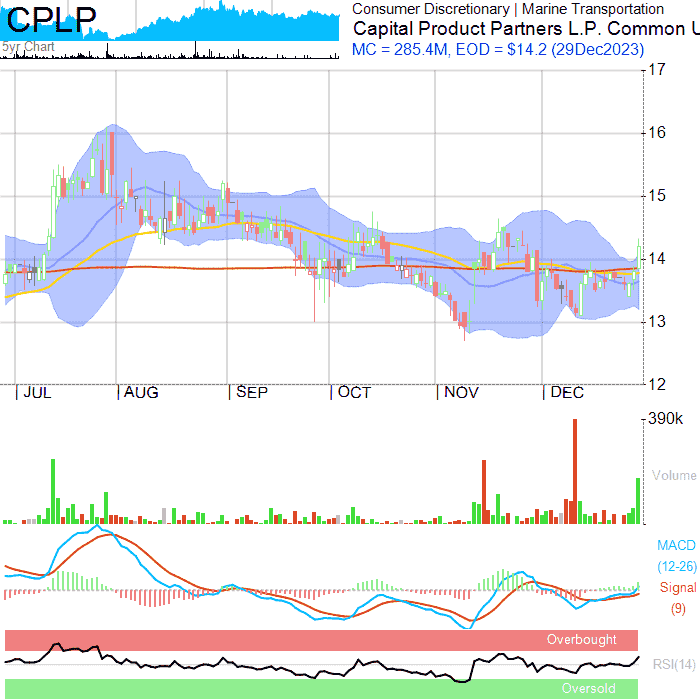 CPLP
5yr Chart
Consumer Discretionary | Marine Transportation
Capital Product Partners L.P. Common U
MC = 285.4M, EOD = $14.2 (29Dec2023)
17
16
15
14
13
12
JUL AUG SEP OCT NOV DEC
390k
Volume
MACD
(12-26)
Signal
(9)
Overbought
RSI(14)
Oversold